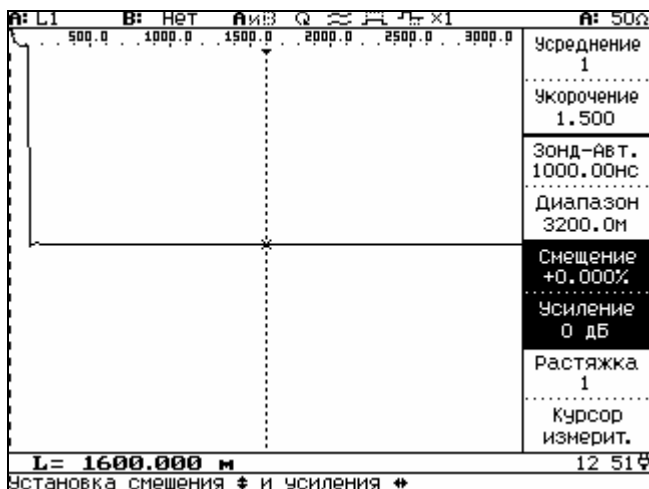 A: L1 B: Нет АиВ ×1 A: 50Ω
500.0 1000.0 1500.0 2000.0 2500.0 3000.0
Усреднение
1
Укорочение
1.500
Зонд-Авт.
1000.00нс
Диапазон
3200.0м
Смещение
+0.000%
Усиление
0 дБ
Растяжка
1
Курсор
измерит.
L= 1600.000 м
12 51
Установка смещения и усиления